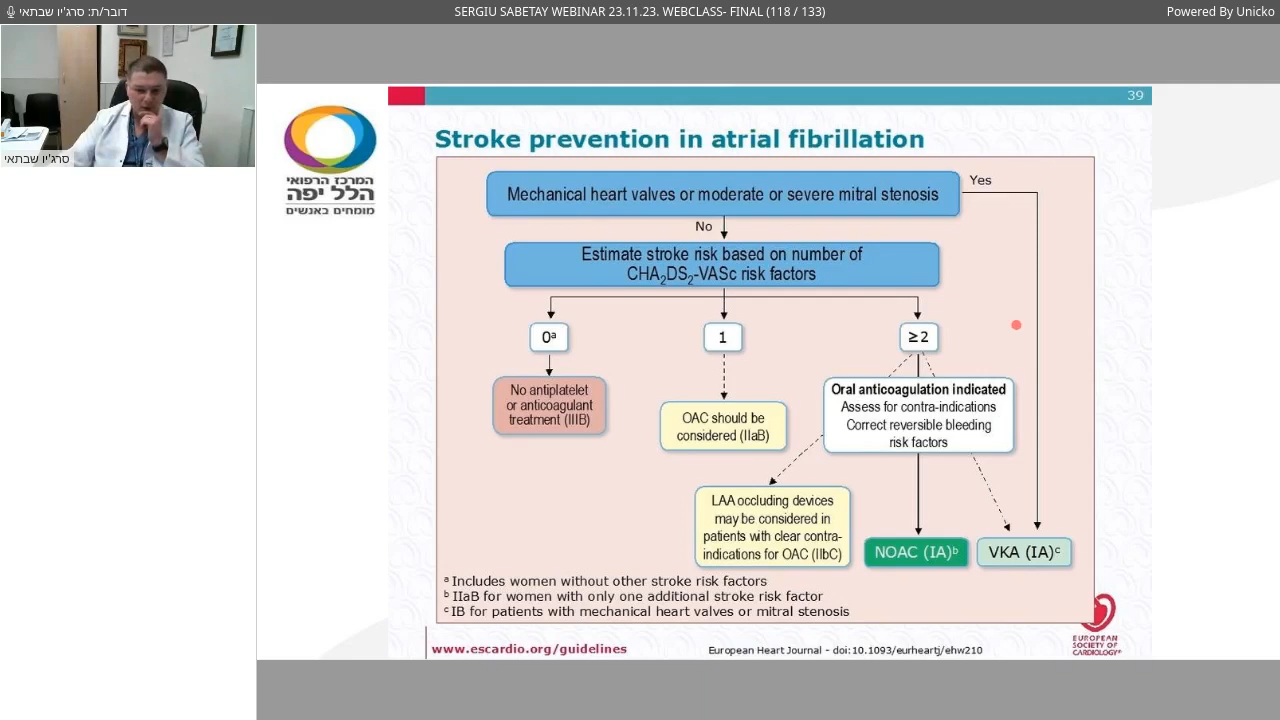 דובר/ת: סרג'יו שבתאי
SERGIU SABETAY WEBINAR 23.11.23. WEBCLASS- FINAL (118 / 133)
Powered By Unicko
סרג'יו שבתאי
המרכז הרפואי
הלל יפה
מומחים באנשים
39
Stroke prevention in atrial fibrillation
Mechanical heart valves or moderate or severe mitral stenosis
Yes
No
Estimate stroke risk based on number of
CHA₂DS₂-VASc risk factors
0ᵃ
1
≥2
No antiplatelet
or anticoagulant
treatment (IIIB)
OAC should be
considered (IIaB)
Oral anticoagulation indicated
Assess for contra-indications
Correct reversible bleeding
risk factors
LAA occluding devices
may be considered in
patients with clear contra-
indications for OAC (IIbC)
NOAC (IA)ᵇ
VKA (IA)ᶜ
ᵃ Includes women without other stroke risk factors
ᵇ IIaB for women with only one additional stroke risk factor
ᶜ IB for patients with mechanical heart valves or mitral stenosis
www.escardio.org/guidelines
European Heart Journal - doi:10.1093/eurheartj/ehw210
EUROPEAN
SOCIETY OF
CARDIOLOGY®